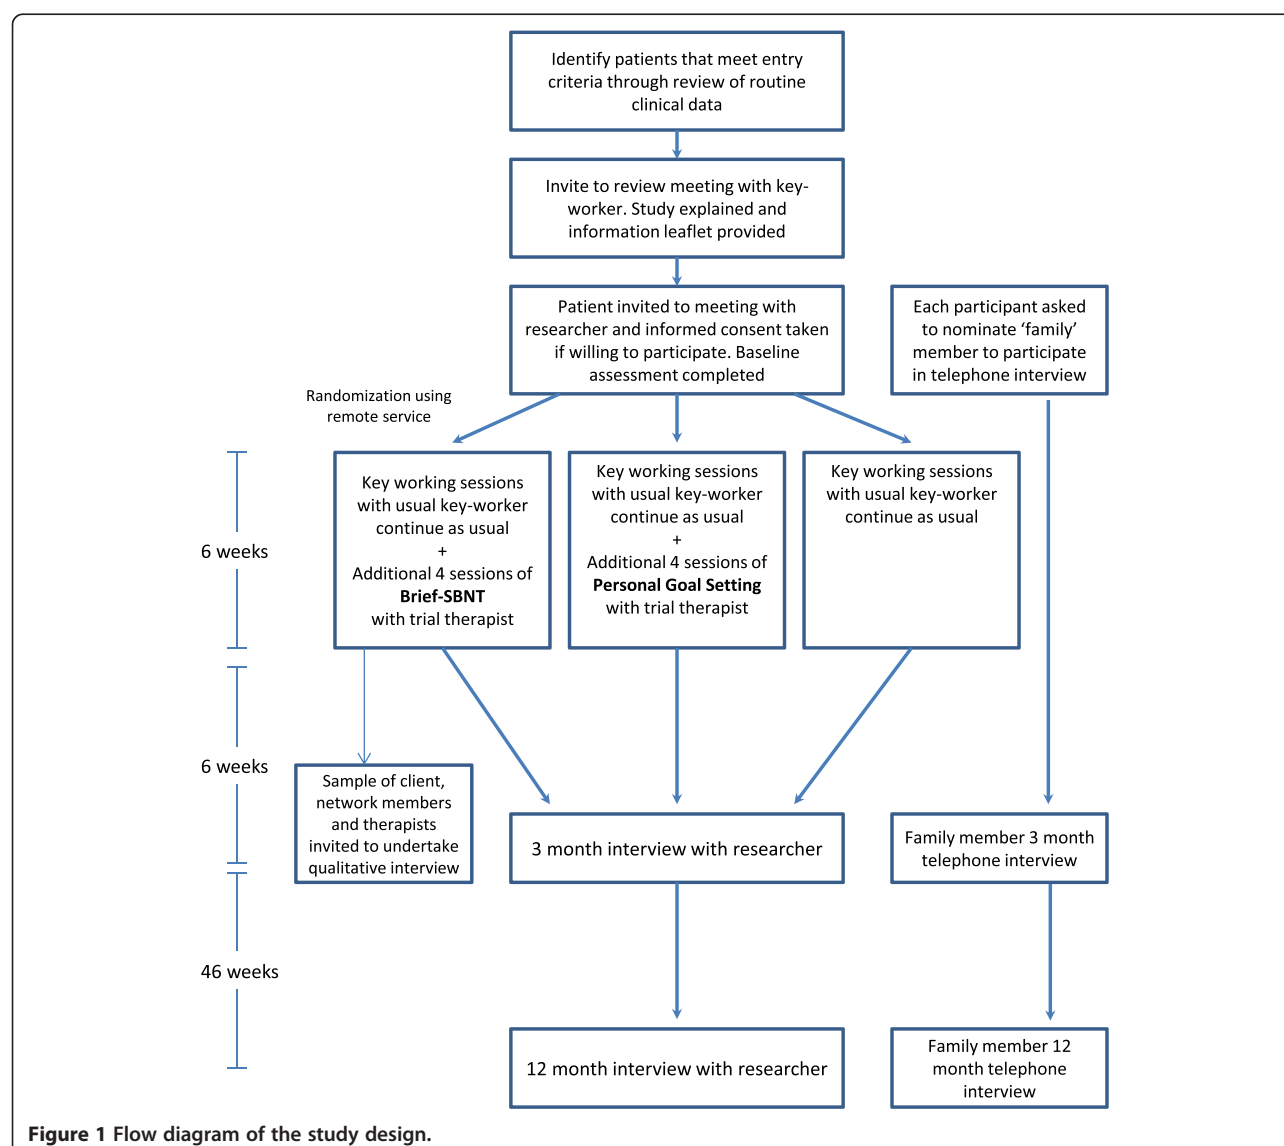 Identify patients that meet entry
criteria through review of routine
clinical data
Invite to review meeting with key-
worker. Study explained and
information leaflet provided
Patient invited to meeting with
researcher and informed consent taken
if willing to participate. Baseline
assessment completed
Each participant asked
to nominate ‘family’
member to participate
in telephone interview
Randomization using
remote service
6 weeks
Key working sessions
with usual key-worker
continue as usual
+
Additional 4 sessions of
Brief-SBNT
with trial therapist
Key working sessions
with usual key-worker
continue as usual
+
Additional 4 sessions of
Personal Goal Setting
with trial therapist
Key working sessions
with usual key-worker
continue as usual
6 weeks
Sample of client,
network members
and therapists
invited to undertake
qualitative interview
3 month interview with researcher
Family member 3 month
telephone interview
46 weeks
12 month interview with researcher
Family member 12
month telephone
interview
Figure 1 Flow diagram of the study design.